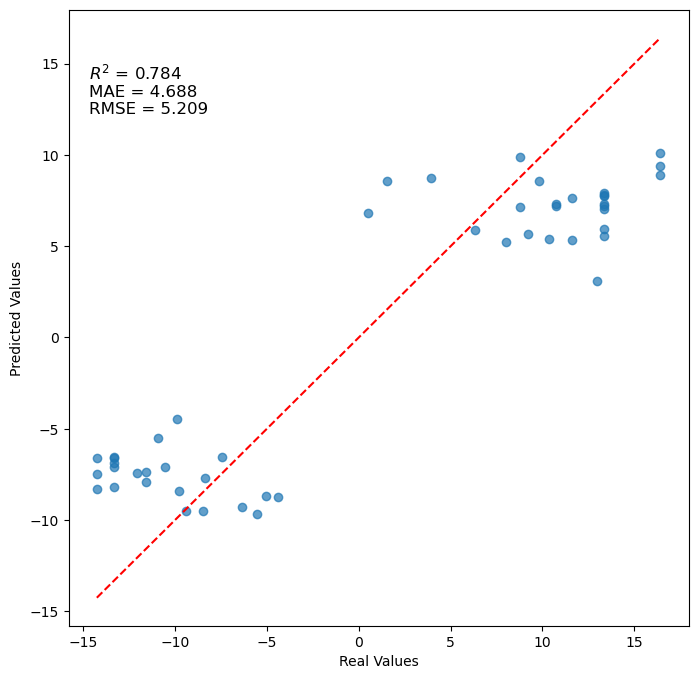 R² = 0.784
MAE = 4.688
RMSE = 5.209
15
10
5
0
−5
−10
−15
Predicted Values
−15
−10
−5
0
5
10
15
Real Values